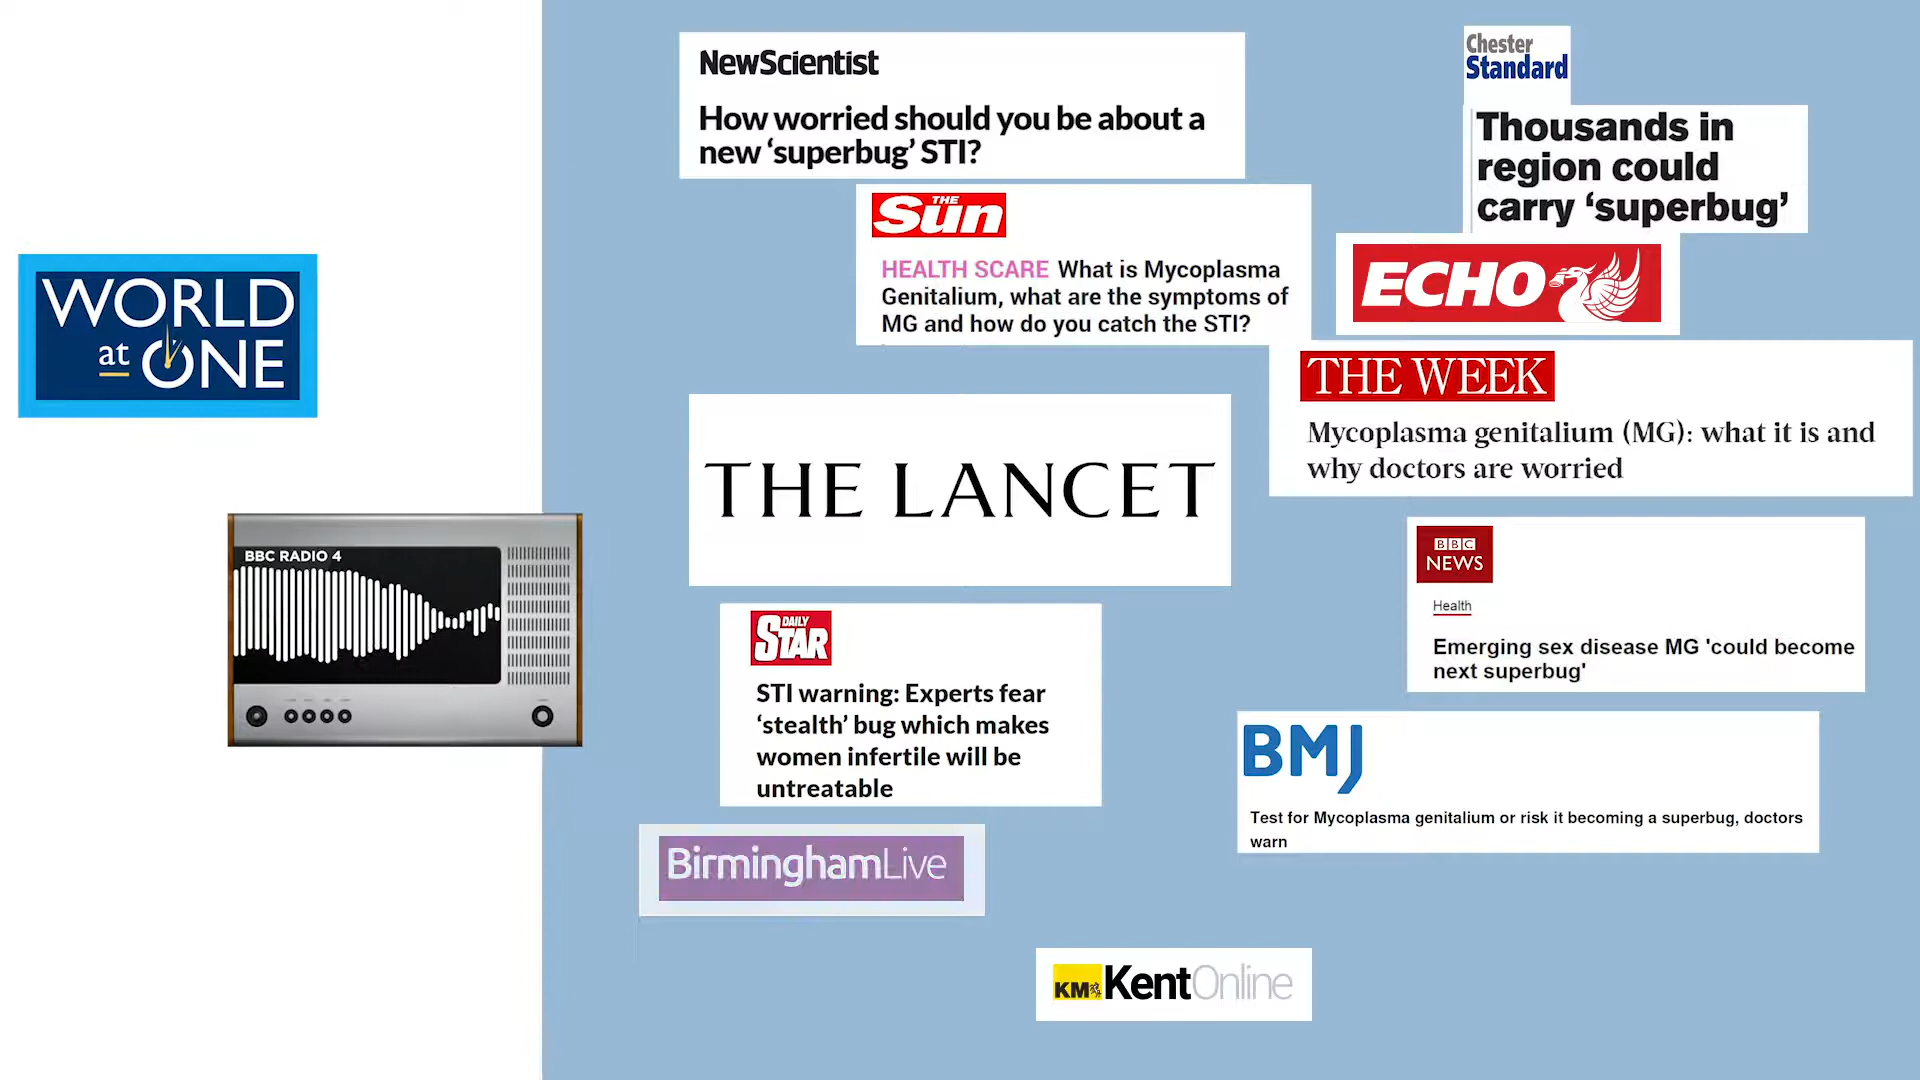 WORLD
at ONE
BBC RADIO 4
NewScientist
How worried should you be about a
new ‘superbug’ STI?
THE
Sun
HEALTH SCARE What is Mycoplasma
Genitalium, what are the symptoms of
MG and how do you catch the STI?
THE LANCET
DAILY
STAR
STI warning: Experts fear
‘stealth’ bug which makes
women infertile will be
untreatable
BirminghamLive
KM KentOnline
Chester
Standard
Thousands in
region could
carry ‘superbug’
ECHO
THE WEEK
Mycoplasma genitalium (MG): what it is and
why doctors are worried
BBC
NEWS
Health
Emerging sex disease MG 'could become
next superbug'
BMJ
Test for Mycoplasma genitalium or risk it becoming a superbug, doctors
warn